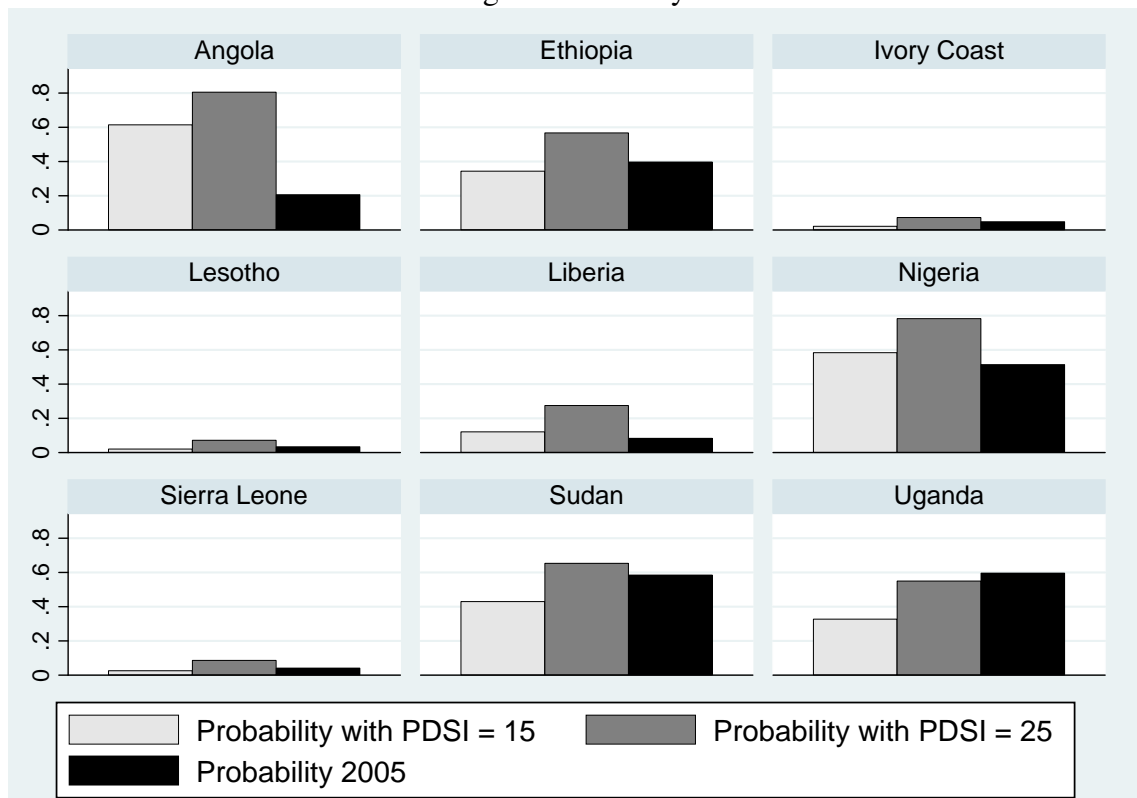 Angola Ethiopia Ivory Coast
0 .2 .4 .6 .8
Lesotho Liberia Nigeria
0 .2 .4 .6 .8
Sierra Leone Sudan Uganda
0 .2 .4 .6 .8
Probability with PDSI = 15 Probability with PDSI = 25
Probability 2005